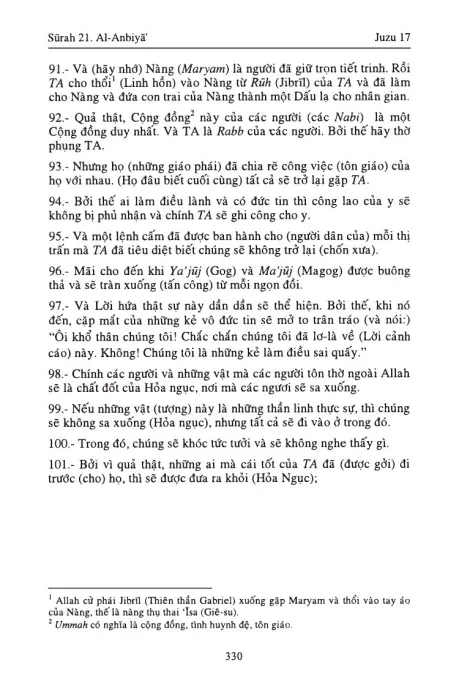 Sūrah 21. Al-Anbiyā' Juzu 17
91.- Và (hãy nhớ) Nàng (Maryam) là người đã giữ trọn tiết trinh. Rồi
TA cho thổi¹ (Linh hồn) vào Nàng từ Rūh (Jibrīl) của TA và đã làm
cho Nàng và đứa con trai của Nàng thành một Dấu lạ cho nhân gian.
92.- Quả thật, Cộng đồng² này của các người (các Nabi) là một
Cộng đồng duy nhất. Và TA là Rabb của các người. Bởi thế hãy thờ
phụng TA.
93.- Nhưng họ (những giáo phái) đã chia rẽ công việc (tôn giáo) của
họ với nhau. (Họ đâu biết cuối cùng) tất cả sẽ trở lại gặp TA.
94.- Bởi thế ai làm điều lành và có đức tin thì công lao của y sẽ
không bị phủ nhận và chính TA sẽ ghi công cho y.
95.- Và một lệnh cấm đã được ban hành cho (người dân của) mỗi thị
trấn mà TA đã tiêu diệt biết chúng sẽ không trở lại (chốn xưa).
96.- Mãi cho đến khi Ya'jūj (Gog) và Ma'jūj (Magog) được buông
thả và sẽ tràn xuống (tấn công) từ mỗi ngọn đồi.
97.- Và Lời hứa thật sự này dần dần sẽ thể hiện. Bởi thế, khi nó
đến, cặp mắt của những kẻ vô đức tin sẽ mở to trân tráo (và nói:)
“Ôi khổ thân chúng tôi! Chắc chắn chúng tôi đã lơ-là về (Lời cảnh
cáo) này. Không! Chúng tôi là những kẻ làm điều sai quấy.”
98.- Chính các người và những vật mà các người tôn thờ ngoài Allah
sẽ là chất đốt của Hỏa ngục, nơi mà các ngươi sẽ sa xuống.
99.- Nếu những vật (tượng) này là những thần linh thực sự, thì chúng
sẽ không sa xuống (Hỏa ngục), nhưng tất cả sẽ đi vào ở trong đó.
100.- Trong đó, chúng sẽ khóc tức tưởi và sẽ không nghe thấy gì.
101.- Bởi vì quả thật, những ai mà cái tốt của TA đã (được gởi) đi
trước (cho) họ, thì sẽ được đưa ra khỏi (Hỏa Ngục);
¹ Allah cử phái Jibrīl (Thiên thần Gabriel) xuống gặp Maryam và thổi vào tay áo
của Nàng, thế là nàng thụ thai ‘Īsa (Giê-su).
² Ummah có nghĩa là cộng đồng, tình huynh đệ, tôn giáo.
330